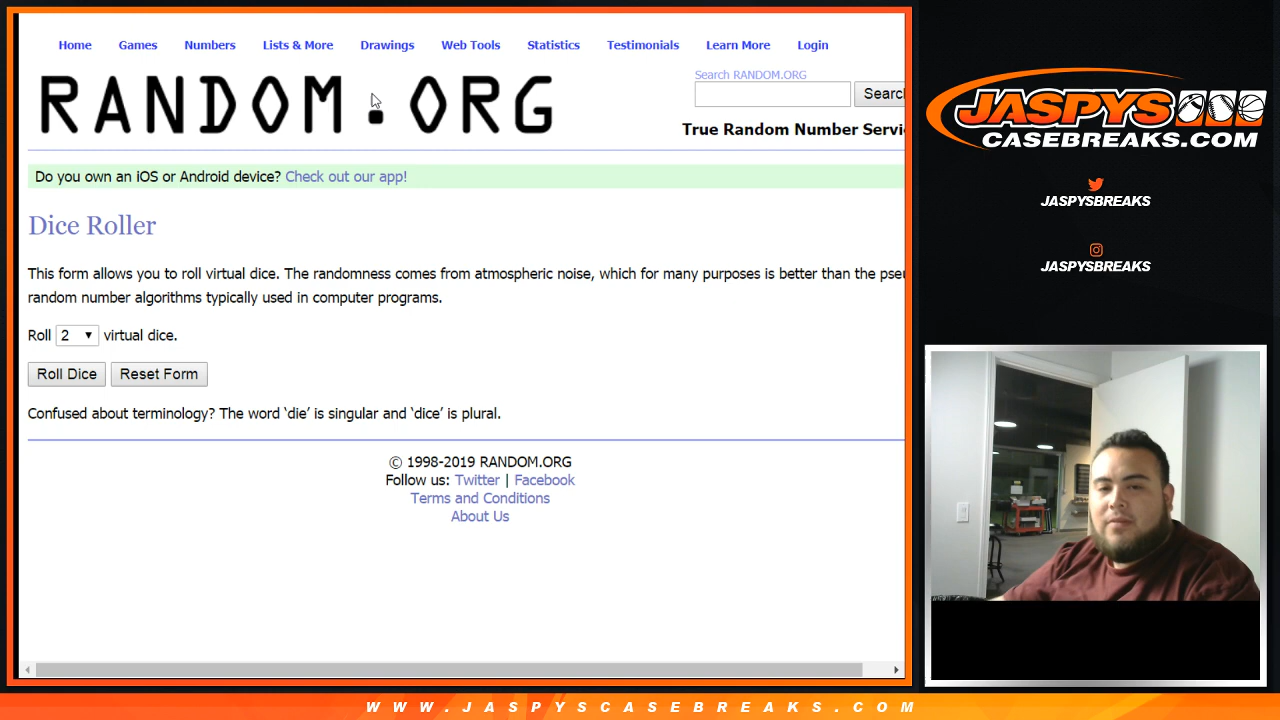 Home Games Numbers Lists & More Drawings Web Tools Statistics Testimonials Learn More Login
RANDOM.ORG
Search RANDOM.ORG
Search
True Random Number Servi
Do you own an iOS or Android device? Check out our app!
Dice Roller
This form allows you to roll virtual dice. The randomness comes from atmospheric noise, which for many purposes is better than the pseu
random number algorithms typically used in computer programs.
Roll 2 virtual dice.
Roll Dice Reset Form
Confused about terminology? The word ‘die’ is singular and ‘dice’ is plural.
© 1998-2019 RANDOM.ORG
Follow us: Twitter | Facebook
Terms and Conditions
About Us
JASPYS
CASEBREAKS.COM
JASPYSBREAKS
JASPYSBREAKS
WWW.JASPYSCASEBREAKS.COM